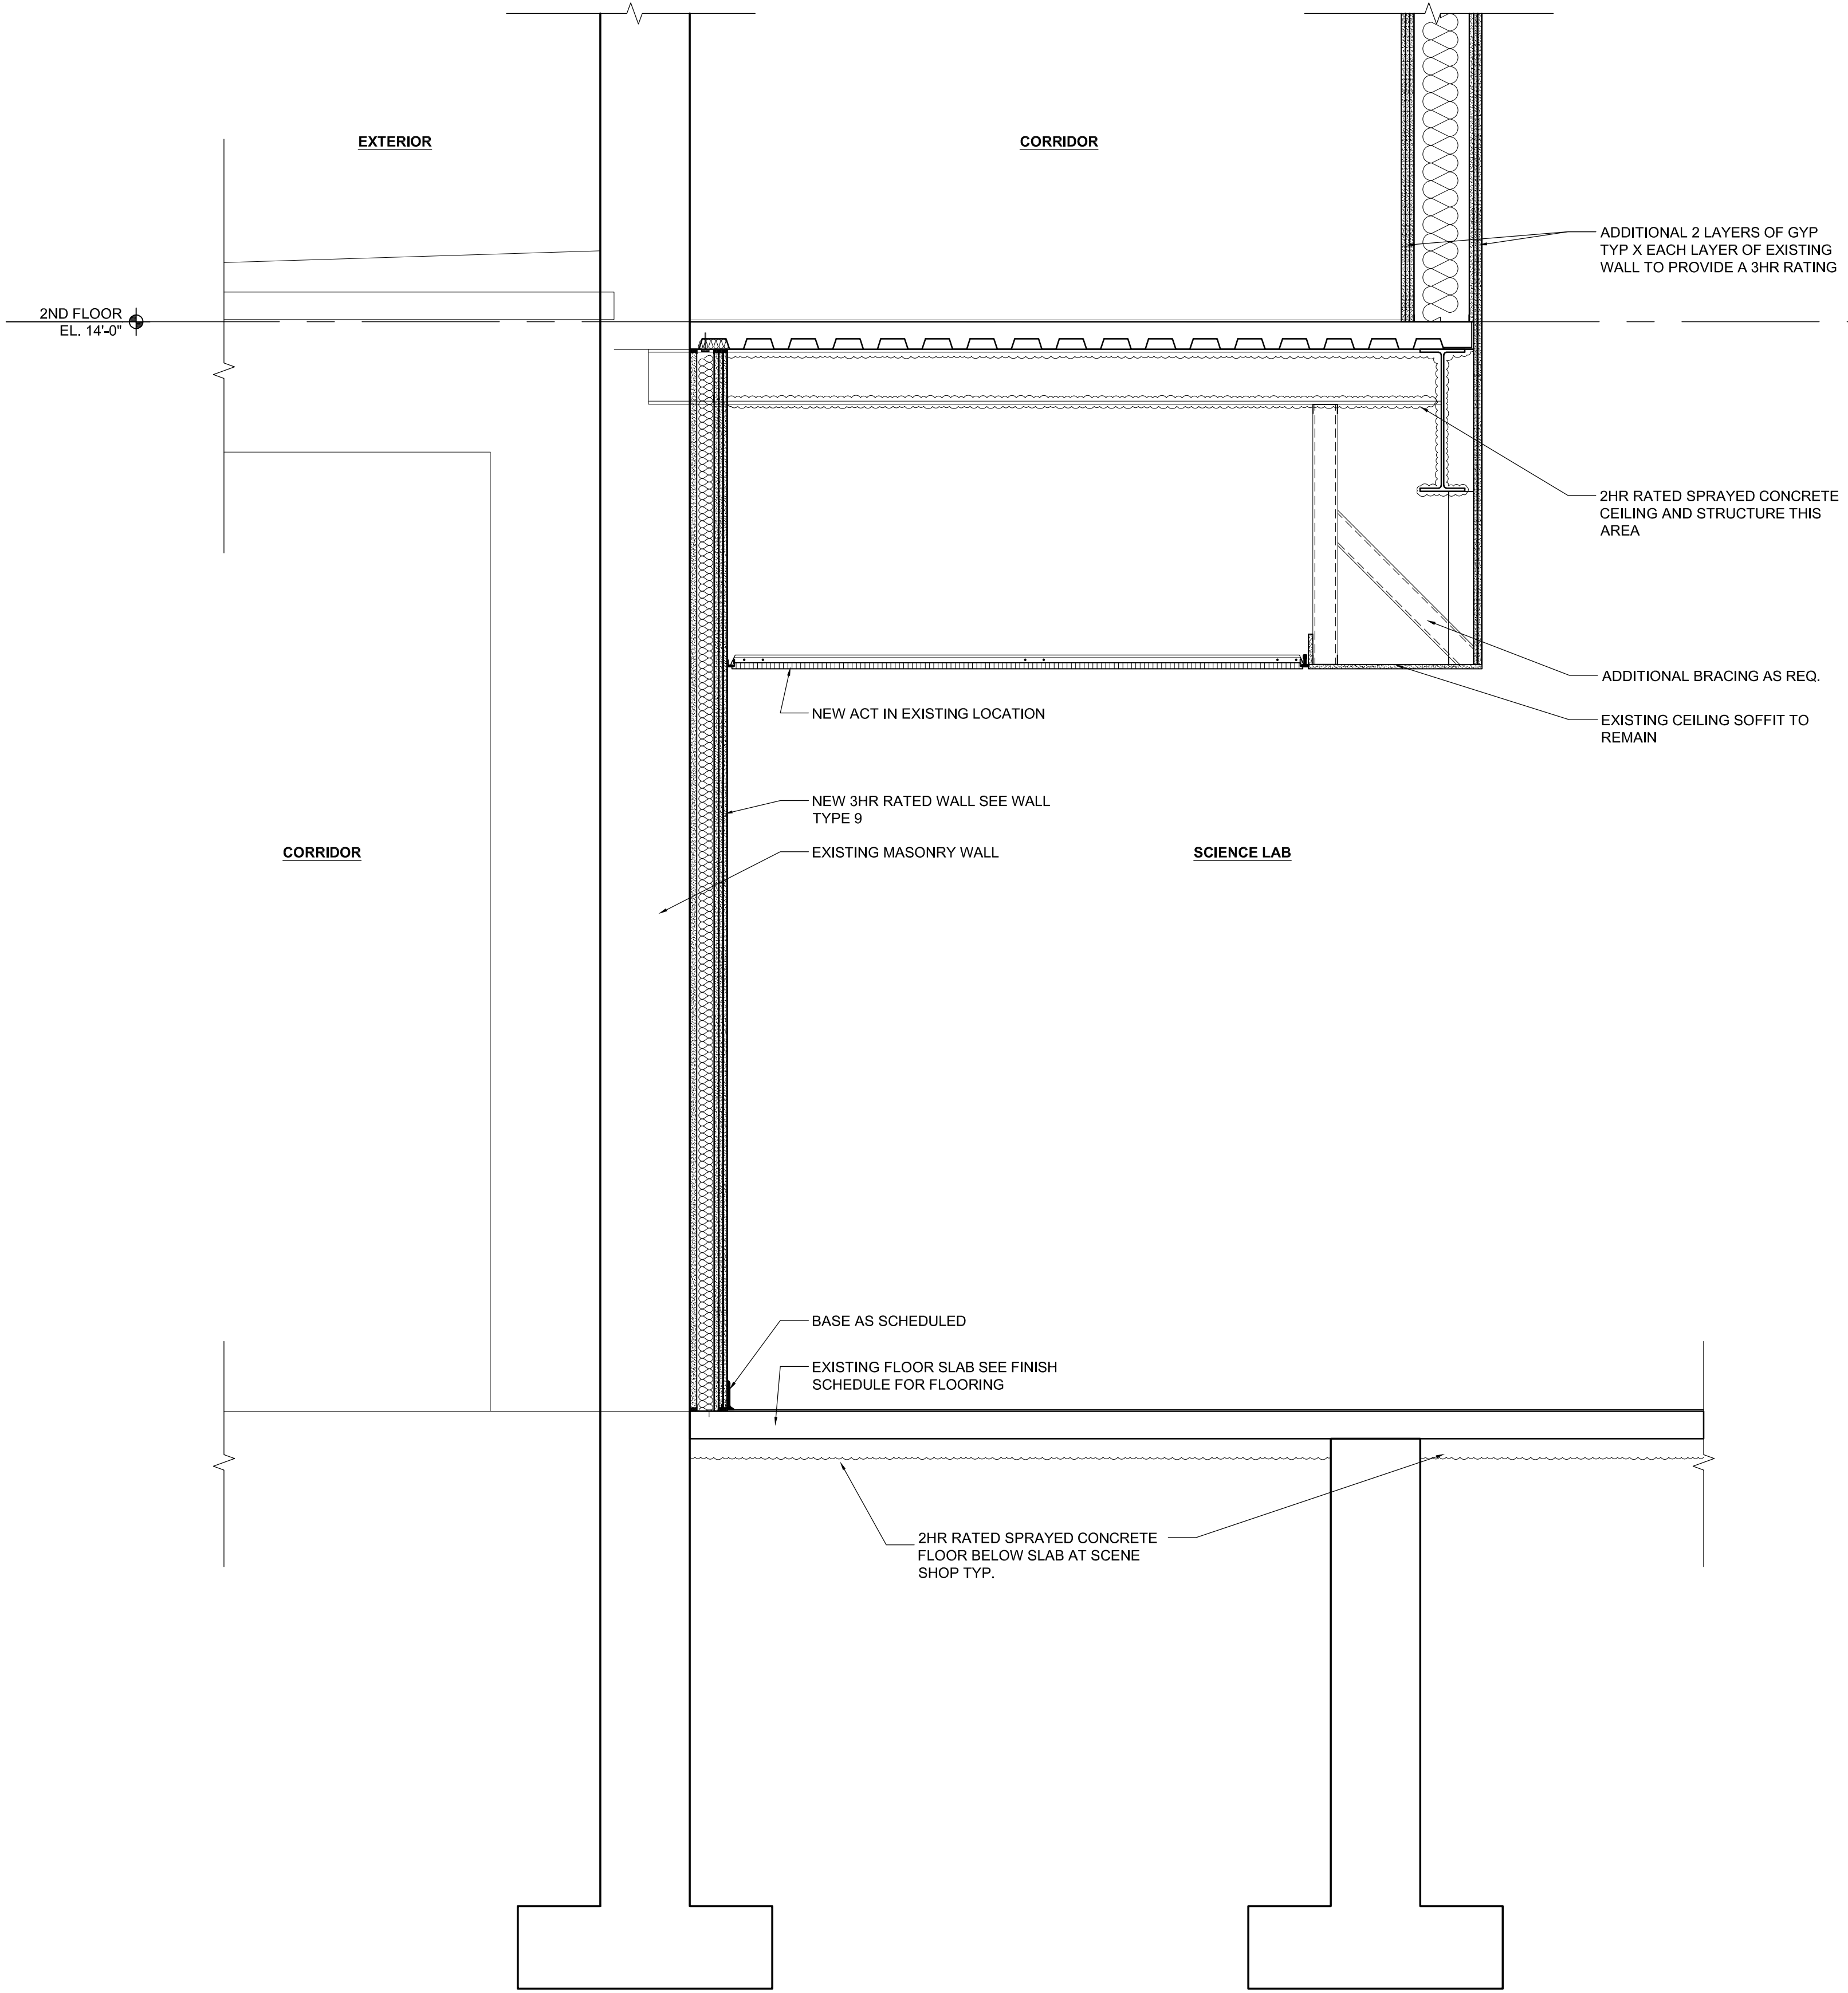 EXTERIOR
CORRIDOR
ADDITIONAL 2 LAYERS OF GYP
TYP X EACH LAYER OF EXISTING
WALL TO PROVIDE A 3HR RATING
2ND FLOOR
EL. 14'-0"
2HR RATED SPRAYED CONCRETE
CEILING AND STRUCTURE THIS
AREA
ADDITIONAL BRACING AS REQ.
NEW ACT IN EXISTING LOCATION
EXISTING CEILING SOFFIT TO
REMAIN
NEW 3HR RATED WALL SEE WALL
TYPE 9
CORRIDOR
EXISTING MASONRY WALL
SCIENCE LAB
BASE AS SCHEDULED
EXISTING FLOOR SLAB SEE FINISH
SCHEDULE FOR FLOORING
2HR RATED SPRAYED CONCRETE
FLOOR BELOW SLAB AT SCENE
SHOP TYP.